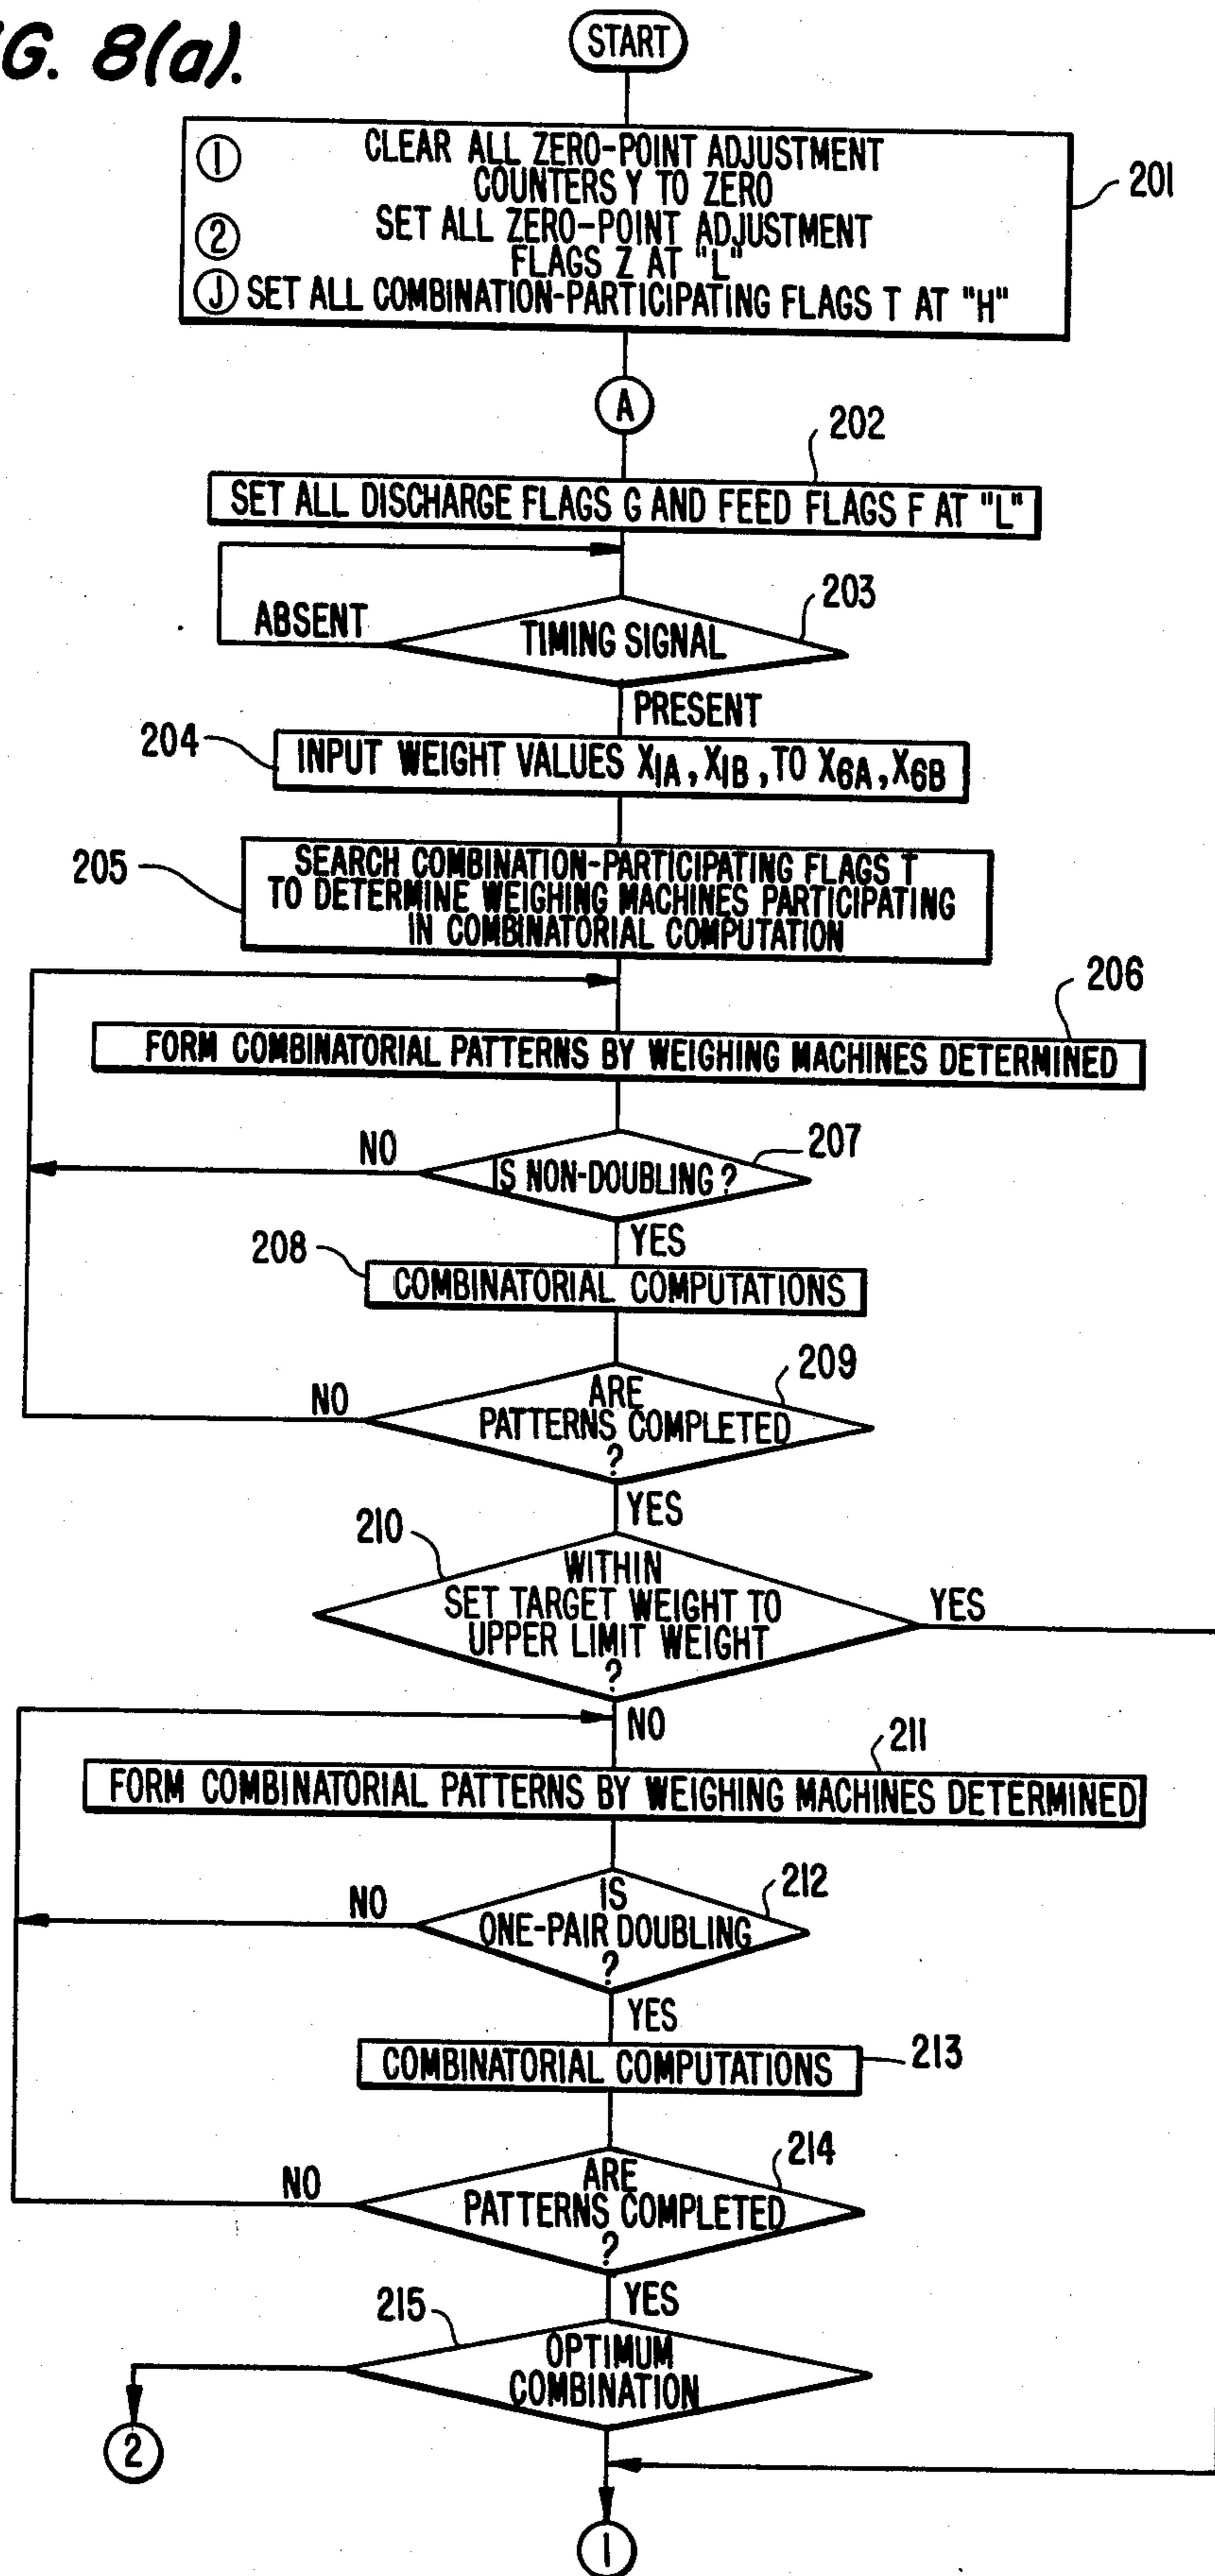 G. 8(a).
START
① CLEAR ALL ZERO-POINT ADJUSTMENT
COUNTERS Y TO ZERO
② SET ALL ZERO-POINT ADJUSTMENT
FLAGS Z AT "L"
Ⓙ SET ALL COMBINATION-PARTICIPATING FLAGS T AT "H"
201
A
202
SET ALL DISCHARGE FLAGS G AND FEED FLAGS F AT "L"
203
ABSENT
TIMING SIGNAL
PRESENT
204
INPUT WEIGHT VALUES X1A, X1B, TO X6A, X6B
205
SEARCH COMBINATION-PARTICIPATING FLAGS T
TO DETERMINE WEIGHING MACHINES PARTICIPATING
IN COMBINATORIAL COMPUTATION
206
FORM COMBINATORIAL PATTERNS BY WEIGHING MACHINES DETERMINED
207
NO
IS NON-DOUBLING ?
YES
208
COMBINATORIAL COMPUTATIONS
209
NO
ARE
PATTERNS COMPLETED
?
YES
210
WITHIN
SET TARGET WEIGHT TO
UPPER LIMIT WEIGHT
?
YES
NO
211
FORM COMBINATORIAL PATTERNS BY WEIGHING MACHINES DETERMINED
212
NO
IS
ONE-PAIR DOUBLING
?
YES
COMBINATORIAL COMPUTATIONS
213
214
NO
ARE
PATTERNS COMPLETED
?
YES
215
OPTIMUM
COMBINATION
2
1